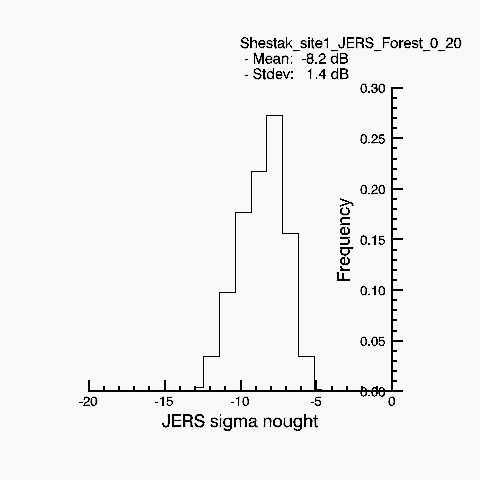 Shestak_site1_JERS_Forest_0_20
- Mean: -8.2 dB
- Stdev: 1.4 dB
0.30
0.25
0.20
0.15
0.10
0.05
0.00
Frequency
-20 -15 -10 -5 0
JERS sigma nought